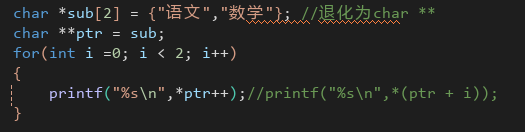 char *sub[2] = {"语文","数学"}; //退化为char **
char **ptr = sub;
for(int i =0; i < 2; i++)
{
    printf("%s\n",*ptr++);//printf("%s\n",*(ptr + i));
}